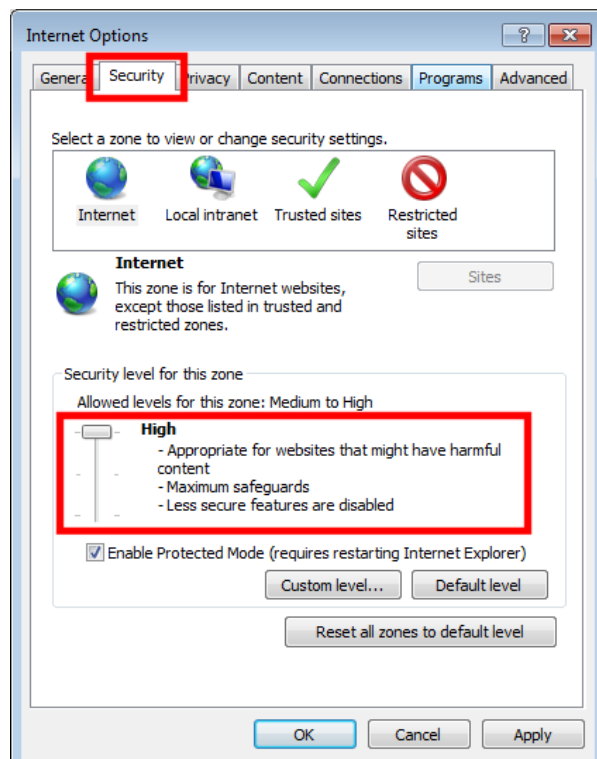 Internet Options
General Security Privacy Content Connections Programs Advanced
Select a zone to view or change security settings.
Internet Local intranet Trusted sites Restricted
sites
Internet
This zone is for Internet websites,
except those listed in trusted and
restricted zones.
Sites
Security level for this zone
Allowed levels for this zone: Medium to High
High
- Appropriate for websites that might have harmful
content
- Maximum safeguards
- Less secure features are disabled
Enable Protected Mode (requires restarting Internet Explorer)
Custom level... Default level
Reset all zones to default level
OK Cancel Apply